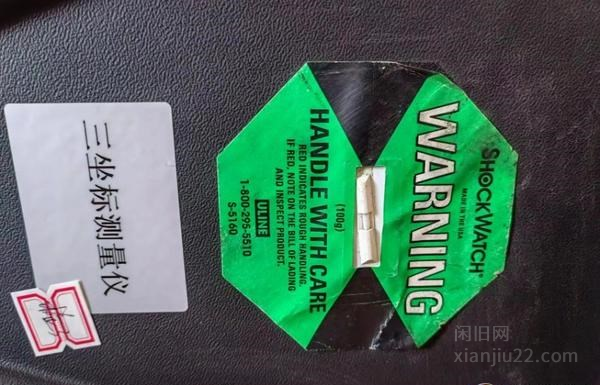 SHOCKWATCH®
MADE IN THE USA
WARNING
(100g)
HANDLE WITH CARE
RED INDICATES ROUGH HANDLING.
IF RED, NOTE ON THE BILL OF LADING
AND INSPECT PRODUCT.
ULINE
1-800-295-5510
S-5160
三坐标测量仪
闲旧网
xianjiu22.com